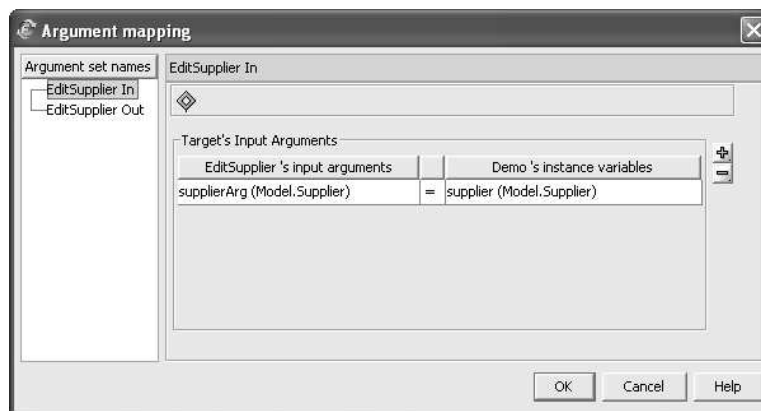 Argument mapping
Argument set names
EditSupplier In
EditSupplier Out
EditSupplier In
Target's Input Arguments
EditSupplier 's input arguments Demo 's instance variables
supplierArg (Model.Supplier) = supplier (Model.Supplier)
OK Cancel Help